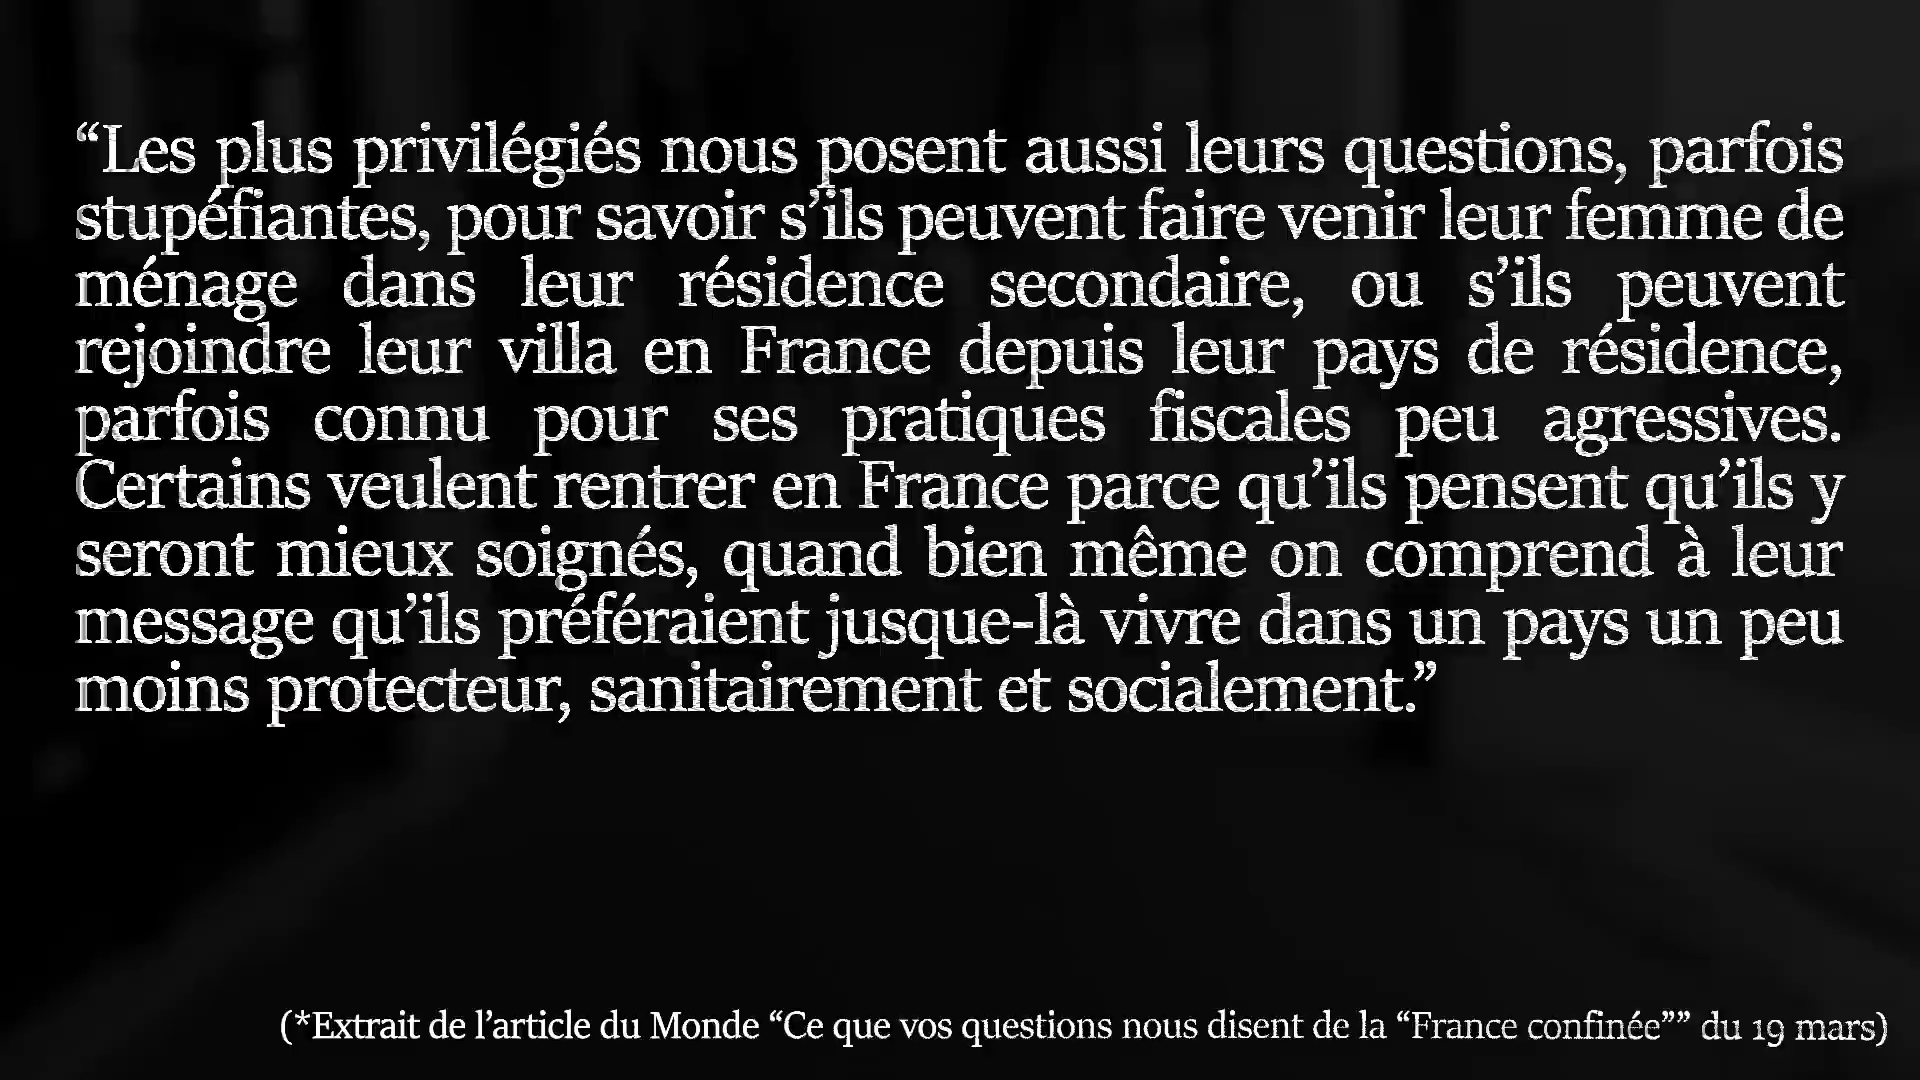 “Les plus privilégiés nous posent aussi leurs questions, parfois
stupéfiantes, pour savoir s’ils peuvent faire venir leur femme de
ménage dans leur résidence secondaire, ou s’ils peuvent
rejoindre leur villa en France depuis leur pays de résidence,
parfois connu pour ses pratiques fiscales peu agressives.
Certains veulent rentrer en France parce qu’ils pensent qu’ils y
seront mieux soignés, quand bien même on comprend à leur
message qu’ils préféraient jusque-là vivre dans un pays un peu
moins protecteur, sanitairement et socialement.”
(*Extrait de l’article du Monde “Ce que vos questions nous disent de la “France confinée”” du 19 mars)